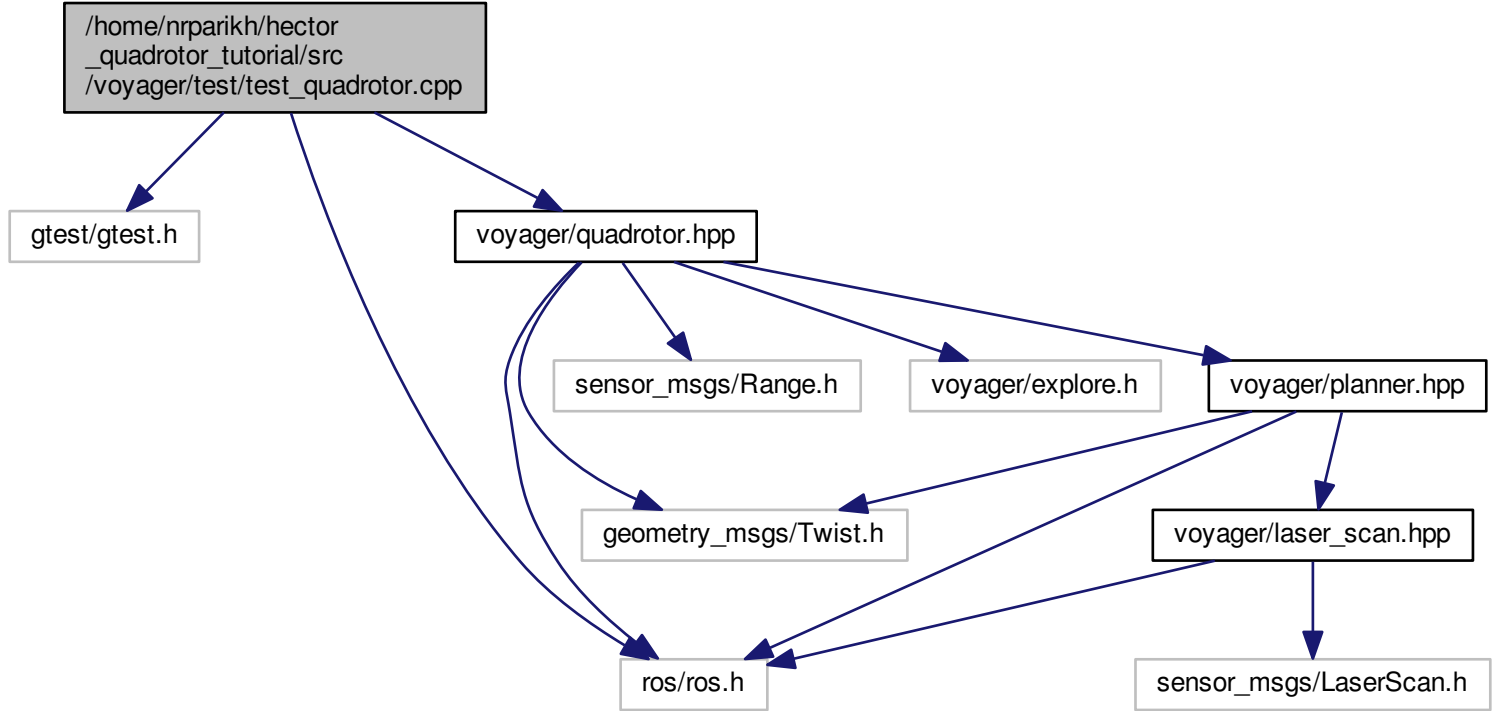 /home/nrparikh/hector
_quadrotor_tutorial/src
/voyager/test/test_quadrotor.cpp
gtest/gtest.h
voyager/quadrotor.hpp
sensor_msgs/Range.h
voyager/explore.h
voyager/planner.hpp
geometry_msgs/Twist.h
voyager/laser_scan.hpp
ros/ros.h
sensor_msgs/LaserScan.h